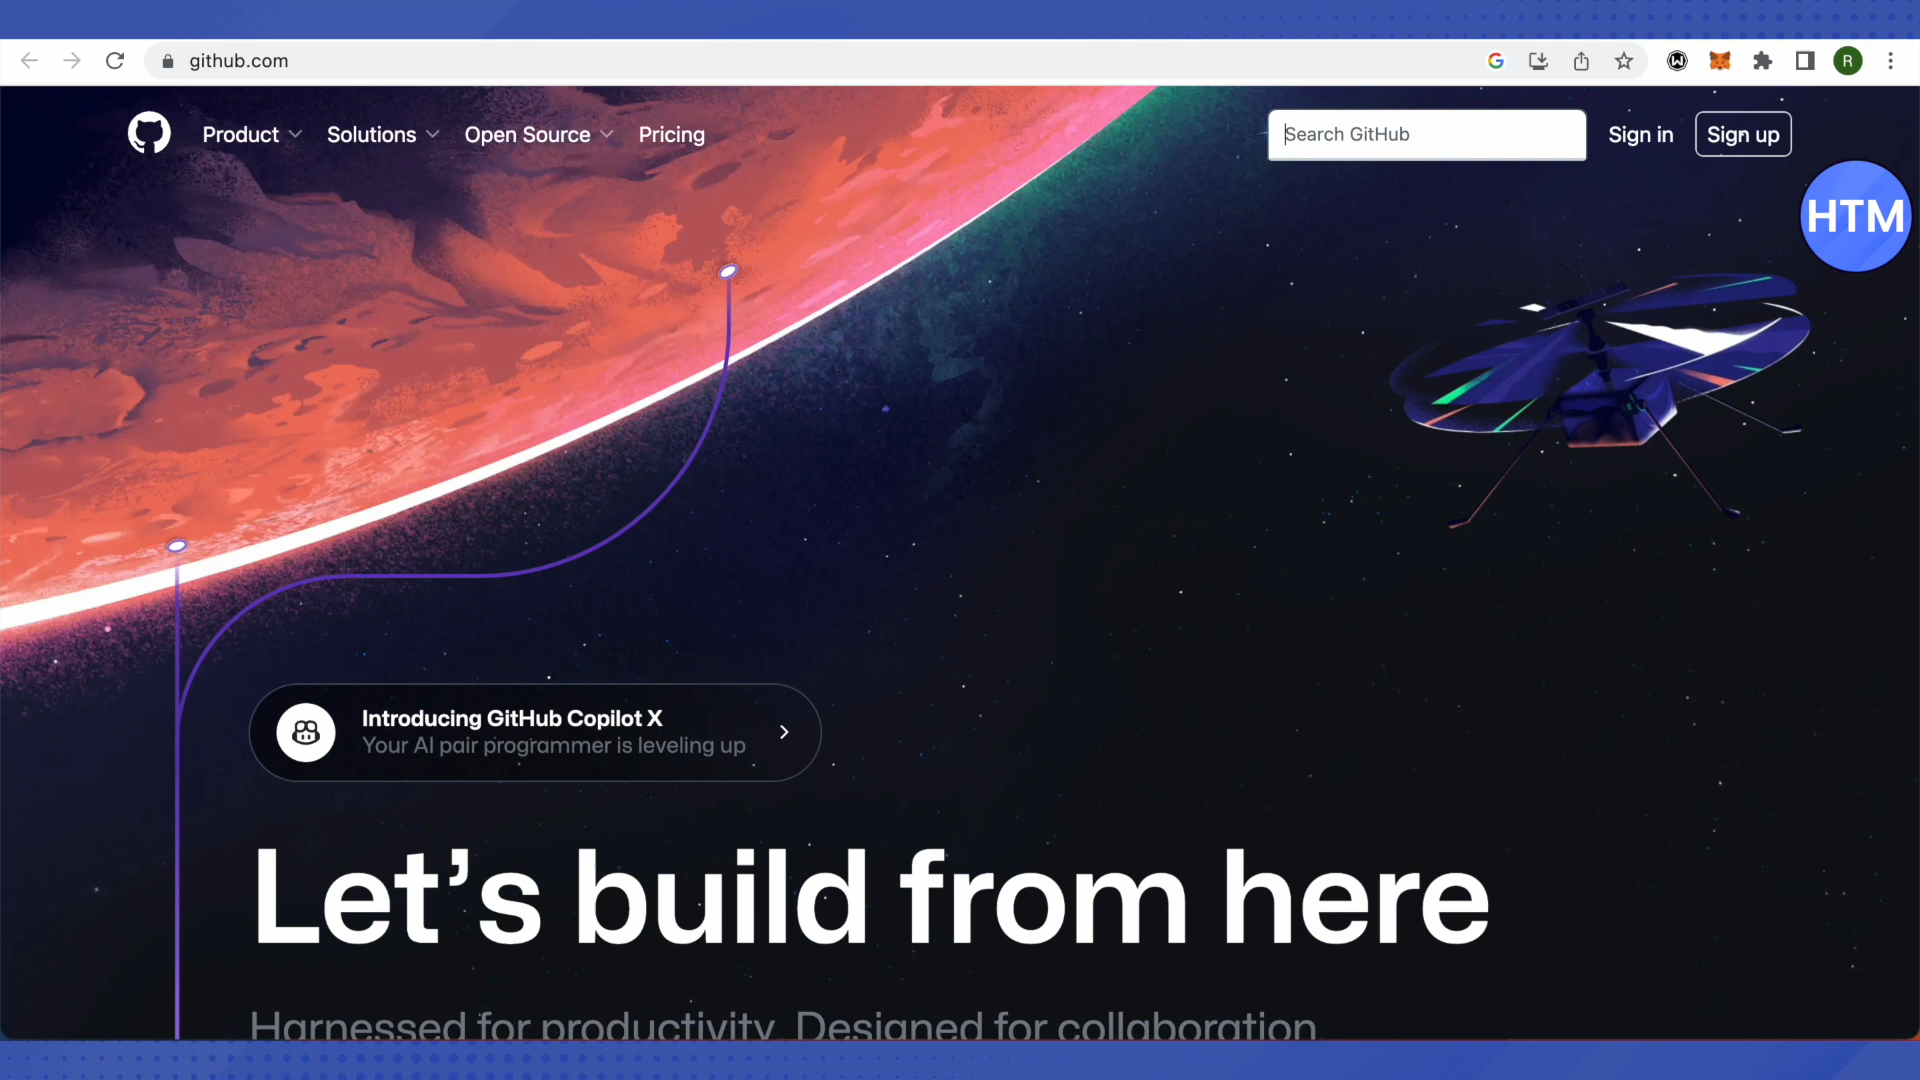 github.com
R
Product
Solutions
Open Source
Pricing
Search GitHub
Sign in
Sign up
HTM
Introducing GitHub Copilot X
Your AI pair programmer is leveling up
Let’s build from here
Harnessed for productivity. Designed for collaboration.